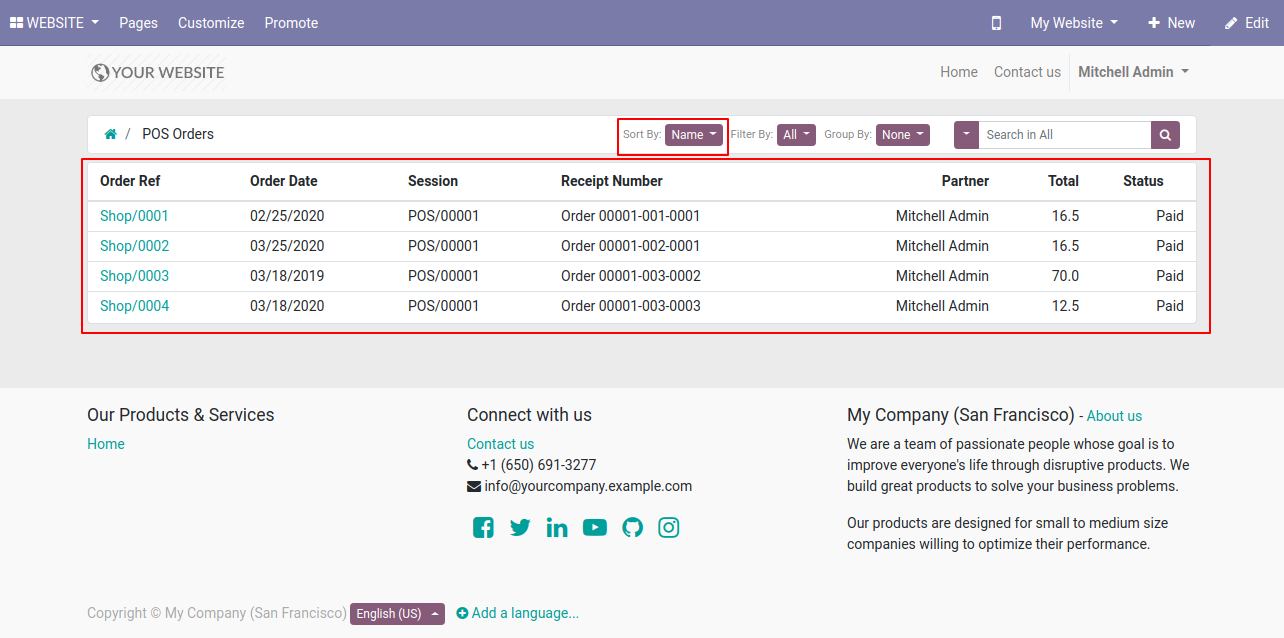 WEBSITE Pages Customize Promote My Website New Edit
YOUR WEBSITE Home Contact us Mitchell Admin
/ POS Orders Sort By: Name Filter By: All Group By: None Search in All
Order Ref Order Date Session Receipt Number Partner Total Status
Shop/0001 02/25/2020 POS/00001 Order 00001-001-0001 Mitchell Admin 16.5 Paid
Shop/0002 03/25/2020 POS/00001 Order 00001-002-0001 Mitchell Admin 16.5 Paid
Shop/0003 03/18/2019 POS/00001 Order 00001-003-0002 Mitchell Admin 70.0 Paid
Shop/0004 03/18/2020 POS/00001 Order 00001-003-0003 Mitchell Admin 12.5 Paid
Our Products & Services
Home
Connect with us
Contact us
+1 (650) 691-3277
info@yourcompany.example.com
My Company (San Francisco) - About us
We are a team of passionate people whose goal is to
improve everyone's life through disruptive products. We
build great products to solve your business problems.
Our products are designed for small to medium size
companies willing to optimize their performance.
Copyright © My Company (San Francisco) English (US) Add a language...